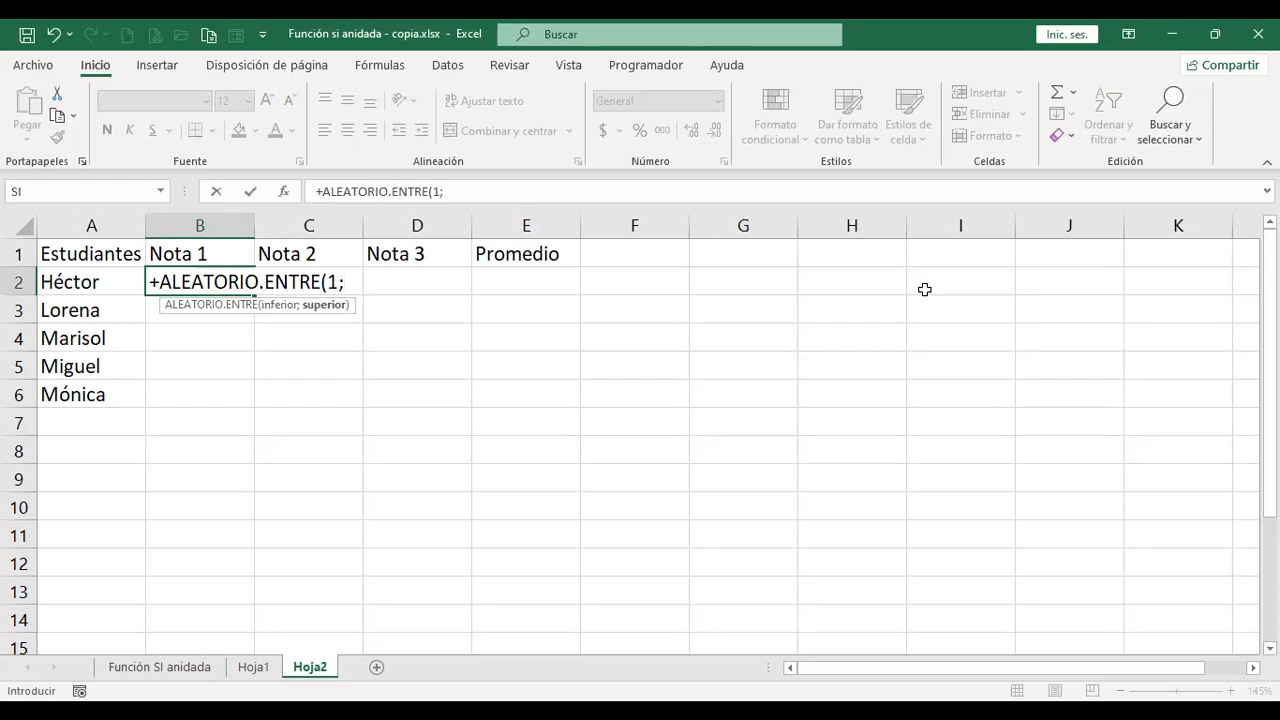 Función si anidada - copia.xlsx - Excel
Buscar
Inic. ses.
Archivo Inicio Insertar Disposición de página Fórmulas Datos Revisar Vista Programador Ayuda
Compartir
Pegar
12
N K S
Ajustar texto
Combinar y centrar
General
$ % 000
Formato condicional
Dar formato como tabla
Estilos de celda
Insertar
Eliminar
Formato
Ordenar y filtrar
Buscar y seleccionar
Portapapeles Fuente Alineación Número Estilos Celdas Edición
SI
fx
+ALEATORIO.ENTRE(1;
A B C D E F G H I J K
1 Estudiantes Nota 1 Nota 2 Nota 3 Promedio
2 Héctor +ALEATORIO.ENTRE(1;
ALEATORIO.ENTRE(inferior; superior)
3 Lorena
4 Marisol
5 Miguel
6 Mónica
7
8
9
10
11
12
13
14
15
Función SI anidada Hoja1 Hoja2
Introducir
145%